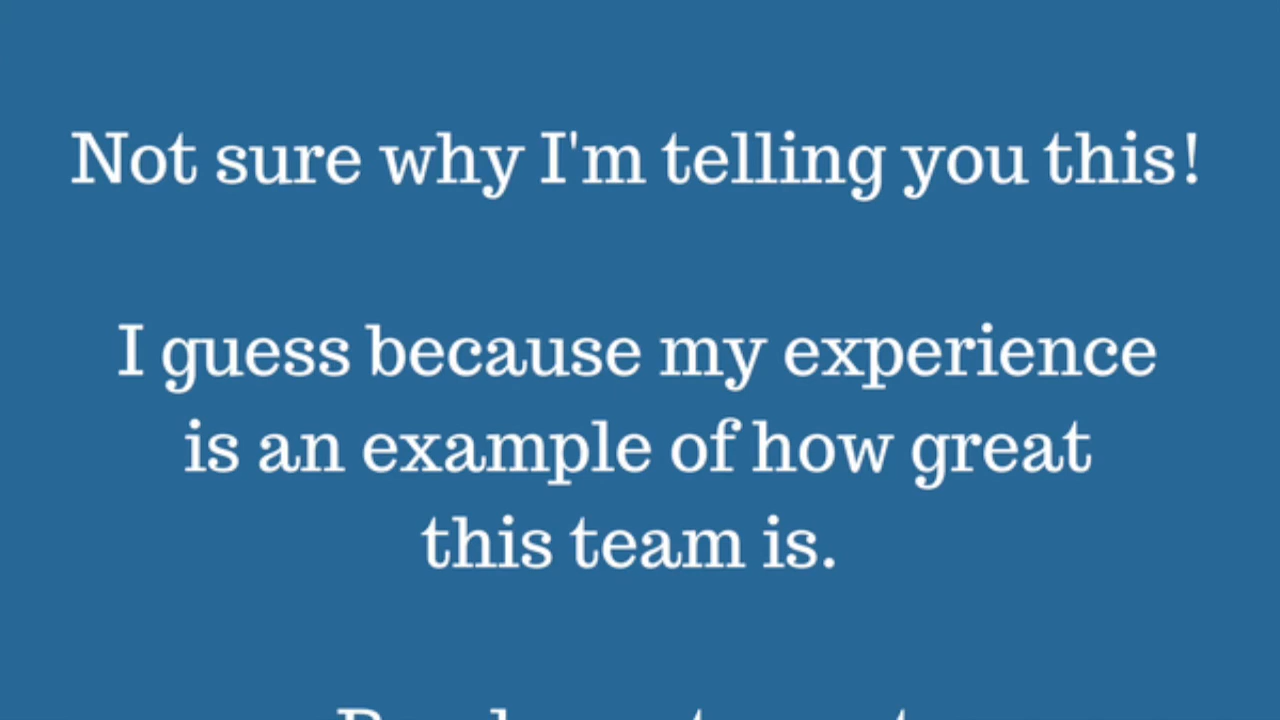 Not sure why I'm telling you this!
I guess because my experience
is an example of how great
this team is.